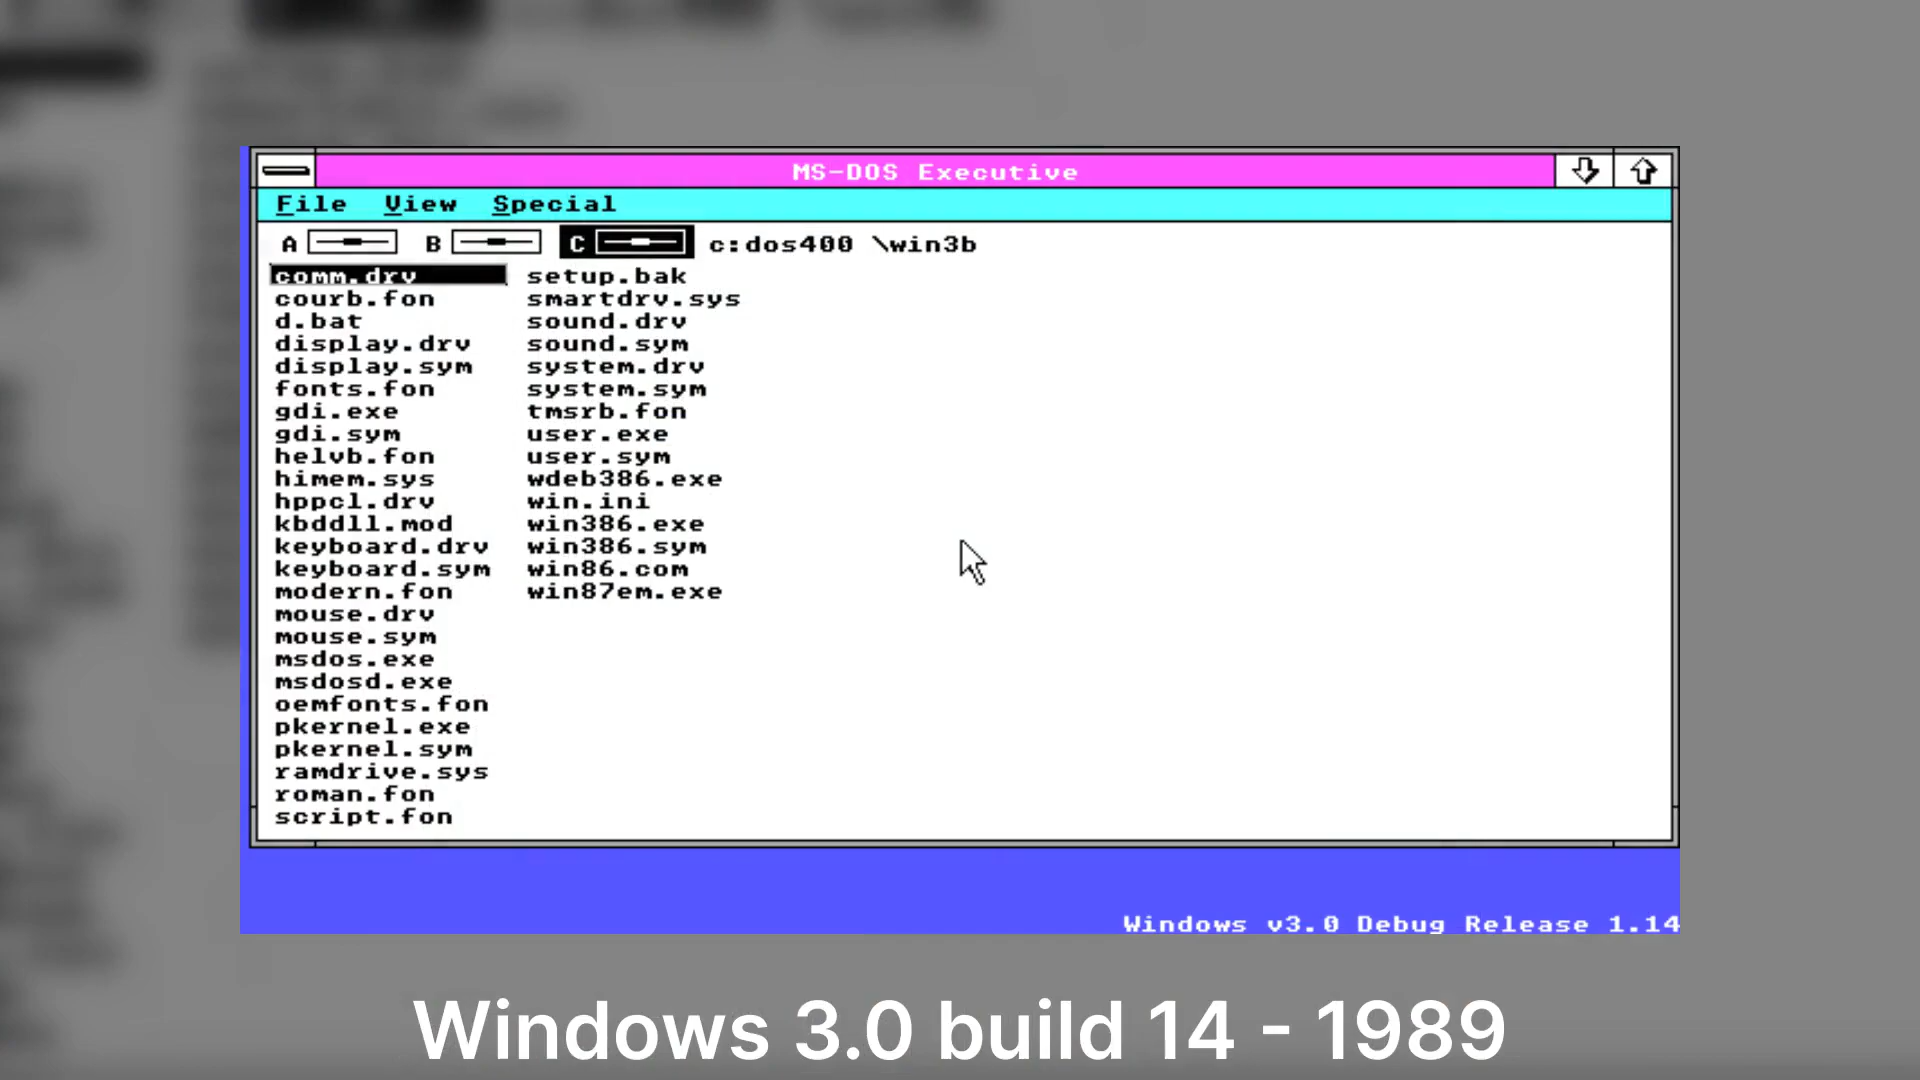 MS-DOS Executive
File View Special
A B C c:dos400 \win3b
comm.drv
courb.fon
d.bat
display.drv
display.sym
fonts.fon
gdi.exe
gdi.sym
helvb.fon
himem.sys
hppcl.drv
kbddll.mod
keyboard.drv
keyboard.sym
modern.fon
mouse.drv
mouse.sym
msdos.exe
msdosd.exe
oemfonts.fon
pkernel.exe
pkernel.sym
ramdrive.sys
roman.fon
script.fon
setup.bak
smartdrv.sys
sound.drv
sound.sym
system.drv
system.sym
tmsrb.fon
user.exe
user.sym
wdeb386.exe
win.ini
win386.exe
win386.sym
win86.com
win87em.exe
Windows v3.0 Debug Release 1.14
Windows 3.0 build 14 - 1989